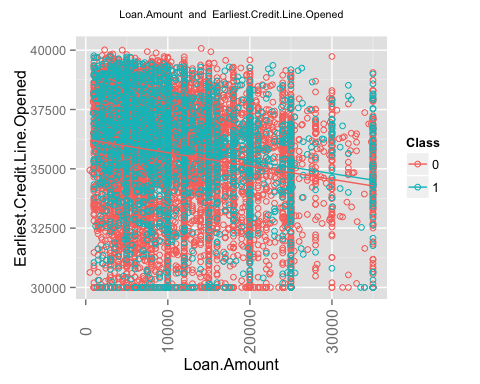 Loan.Amount and Earliest.Credit.Line.Opened
Earliest.Credit.Line.Opened
40000
37500
35000
32500
30000
0
10000
20000
30000
Loan.Amount
Class
0
1